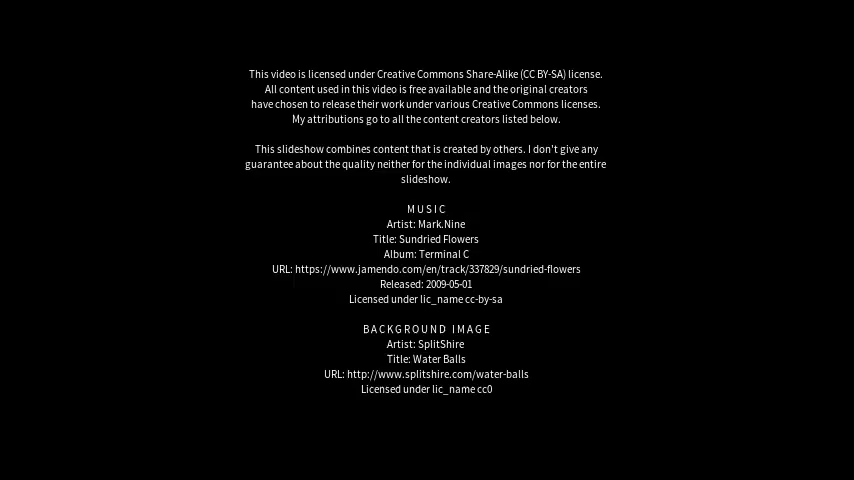 This video is licensed under Creative Commons Share-Alike (CC BY-SA) license.
All content used in this video is free available and the original creators
have chosen to release their work under various Creative Commons licenses.
My attributions go to all the content creators listed below.
This slideshow combines content that is created by others. I don't give any
guarantee about the quality neither for the individual images nor for the entire
slideshow.
MUSIC
Artist: Mark.Nine
Title: Sundried Flowers
Album: Terminal C
URL: https://www.jamendo.com/en/track/337829/sundried-flowers
Released: 2009-05-01
Licensed under lic_name cc-by-sa
BACKGROUND IMAGE
Artist: SplitShire
Title: Water Balls
URL: http://www.splitshire.com/water-balls
Licensed under lic_name cc0